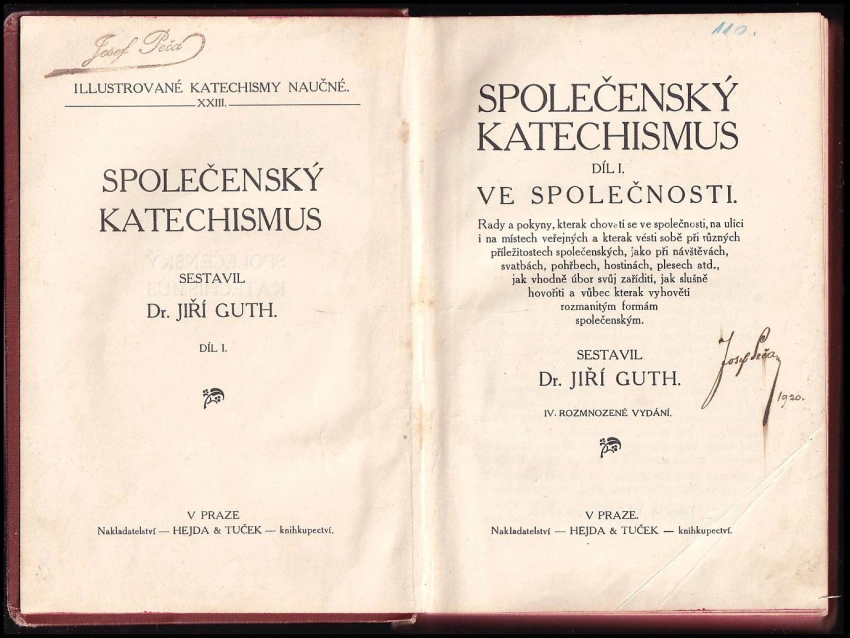 Josef Peča
ILLUSTROVANÉ KATECHISMY NAUČNÉ.
XXIII.
SPOLEČENSKÝ
KATECHISMUS
SESTAVIL
Dr. JIŘÍ GUTH.
DÍL I.
V PRAZE
Nakladatelství — HEJDA & TUČEK — knihkupectví.
110.
SPOLEČENSKÝ
KATECHISMUS
DÍL I.
VE SPOLEČNOSTI.
Rady a pokyny, kterak chovati se ve společnosti, na ulici
i na místech veřejných a kterak vésti sobě při různých
příležitostech společenských, jako při návštěvách,
svatbách, pohřbech, hostinách, plesech atd.,
jak vhodně úbor svůj zaříditi, jak slušně
hovořiti a vůbec kterak vyhověti
rozmanitým formám
společenským.
SESTAVIL
Dr. JIŘÍ GUTH.
IV. ROZMNOZENÉ VYDÁNÍ.
Josef Peča
1920.
V PRAZE.
Nakladatelství — HEJDA & TUČEK — knihkupectví.